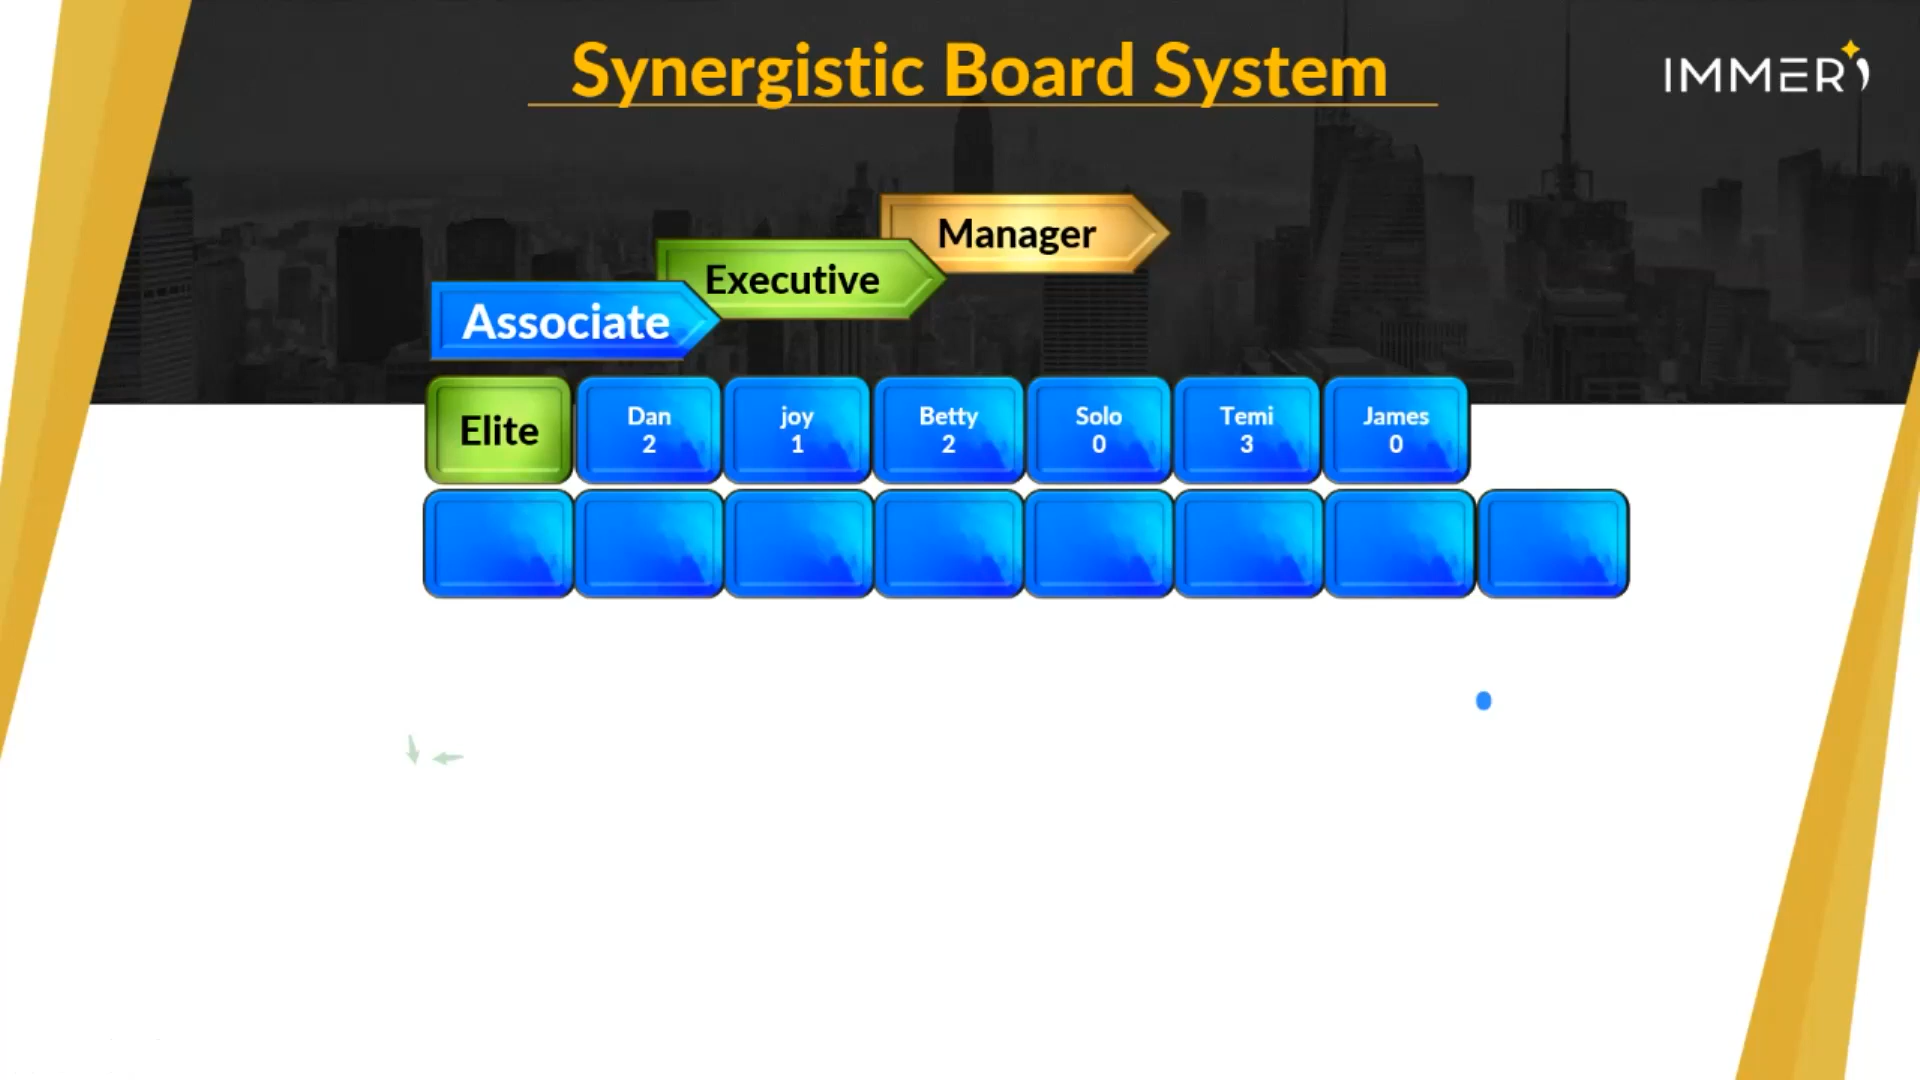 Synergistic Board System
IMMER
Manager
Executive
Associate
Elite
Dan
2
joy
1
Betty
2
Solo
0
Temi
3
James
0